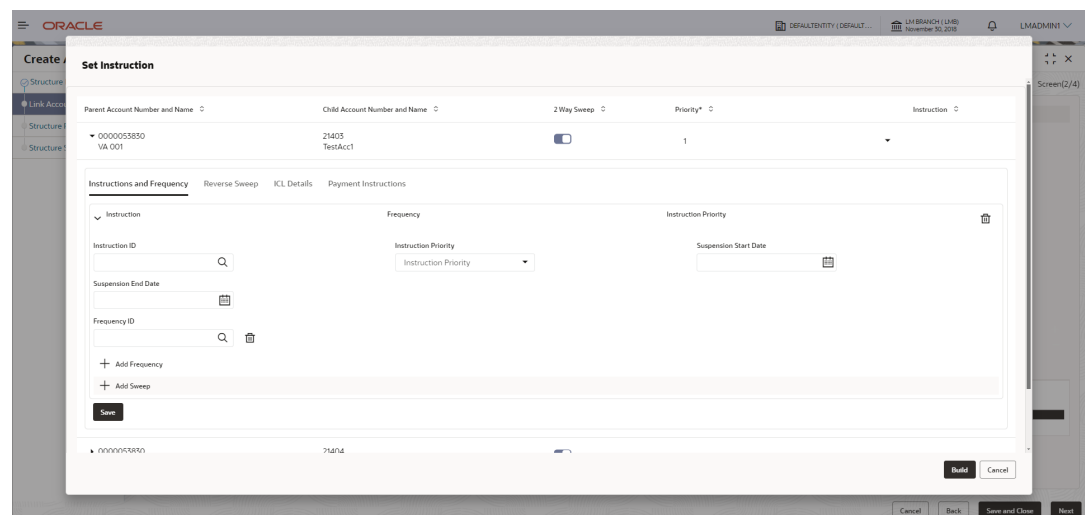 ORACLE
DEFAULTENTITY ( DEFAULT....
LM BRANCH ( LMB)
November 30, 2018
LMADMIN1
Create
Set Instruction
Structure
Screen(2/4)
Link Accou
Structure
Structure
Parent Account Number and Name
Child Account Number and Name
2 Way Sweep
Priority*
Instruction
0000053830
VA 001
21403
TestAcc1
1
Instructions and Frequency
Reverse Sweep
ICL Details
Payment Instructions
Instruction
Frequency
Instruction Priority
Instruction ID
Instruction Priority
Suspension Start Date
Instruction Priority
Suspension End Date
Frequency ID
Add Frequency
Add Sweep
Save
0000053830
21404
Build
Cancel
Cancel
Back
Save and Close
Next